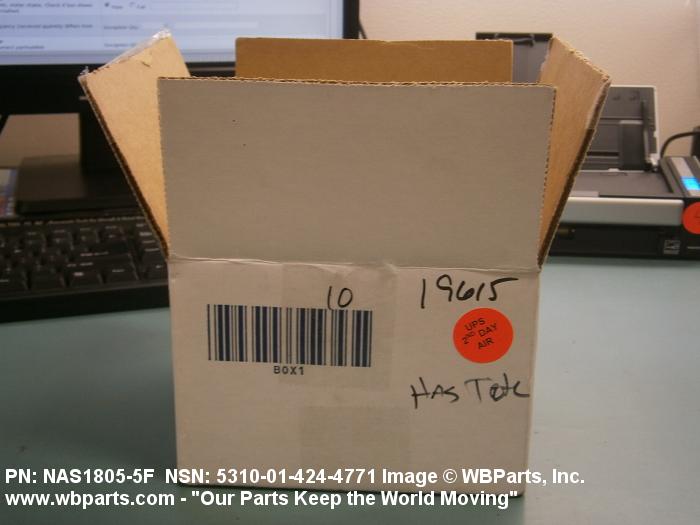 10
19615
UPS
2ND DAY
AIR
BOX1
HAS
PN: NAS1805-5F NSN: 5310-01-424-4771 Image © WBParts, Inc.
www.wbparts.com - "Our Parts Keep the World Moving"